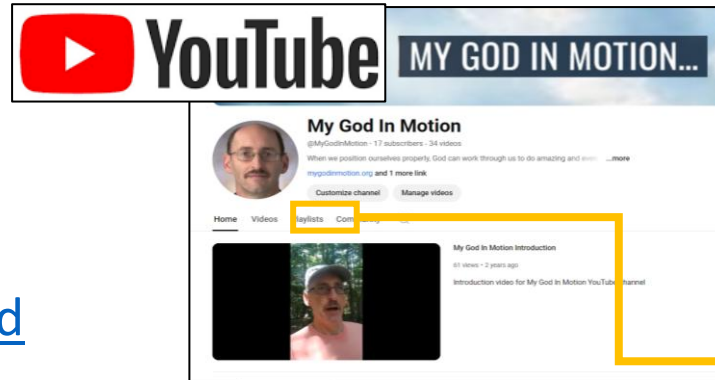 YouTube
MY GOD IN MOTION...
My God In Motion
@MyGodInMotion · 17 subscribers · 34 videos
When we position ourselves properly, God can work through us to do amazing and even ...more
mygodinmotion.org and 1 more link
Customize channel Manage videos
Home Videos Playlists
My God In Motion Introduction
61 views • 2 years ago
Introduction video for My God In Motion YouTube channel
d